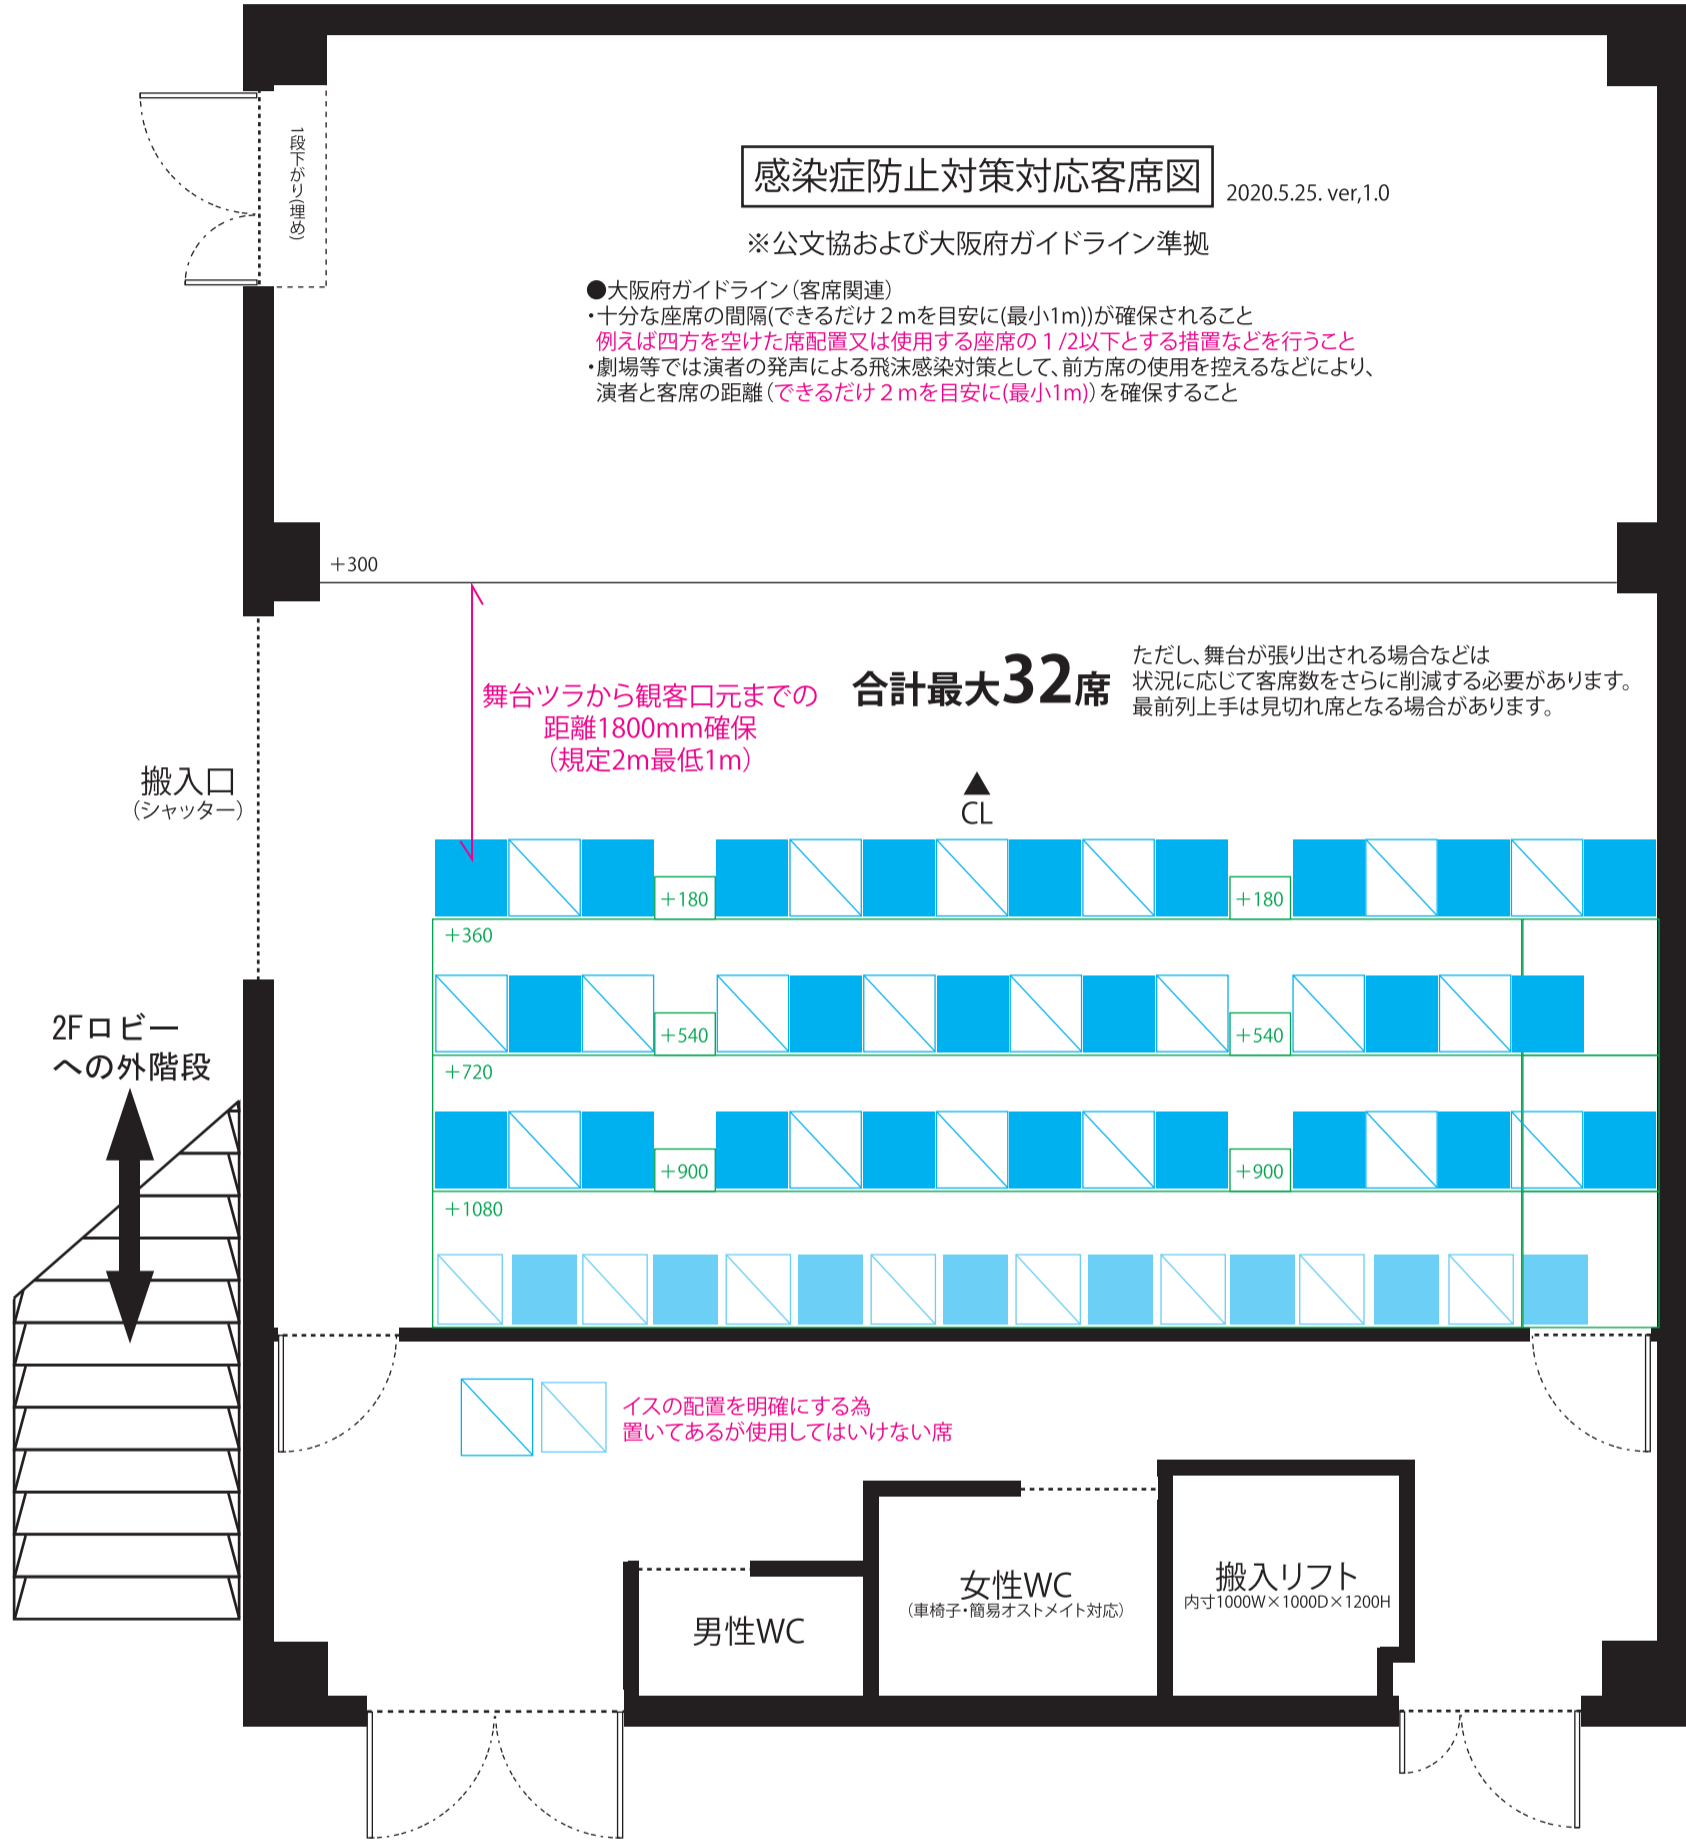 1段下がり(埋め)
感染症防止対策対応客席図
2020.5.25. ver,1.0
※公文協および大阪府ガイドライン準拠
●大阪府ガイドライン（客席関連）
・十分な座席の間隔(できるだけ２ｍを目安に(最小1m))が確保されること
例えば四方を空けた席配置又は使用する座席の１/2以下とする措置などを行うこと
・劇場等では演者の発声による飛沫感染対策として、前方席の使用を控えるなどにより、
演者と客席の距離（できるだけ２ｍを目安に(最小1m)）を確保すること
＋300
合計最大32席
ただし、舞台が張り出される場合などは
状況に応じて客席数をさらに削減する必要があります。
最前列上手は見切れ席となる場合があります。
舞台ツラから観客口元までの
距離1800mm確保
（規定2m最低1m）
搬入口
（シャッター）
▲
CL
＋180
＋180
＋360
＋540
＋540
＋720
＋900
＋900
＋1080
2Fロビー
への外階段
イスの配置を明確にする為
置いてあるが使用してはいけない席
男性WC
女性WC
（車椅子・簡易オストメイト対応）
搬入リフト
内寸1000W×1000D×1200H